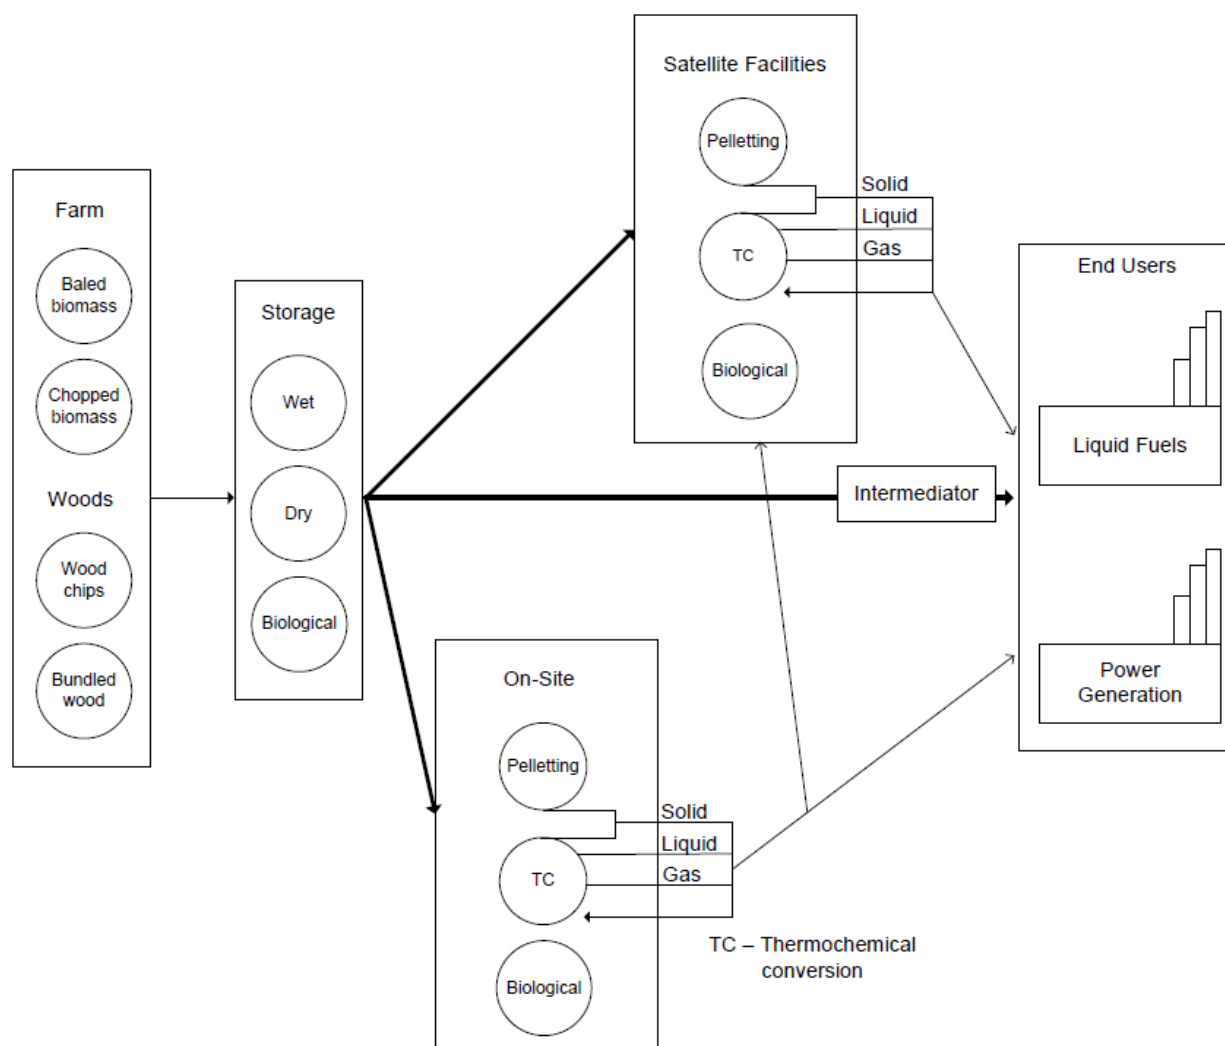 Farm
Baled
biomass
Chopped
biomass
Woods
Wood
chips
Bundled
wood
Storage
Wet
Dry
Biological
Satellite Facilities
Pelletting
TC
Biological
Solid
Liquid
Gas
Intermediator
On-Site
Pelletting
TC
Biological
Solid
Liquid
Gas
TC – Thermochemical
conversion
End Users
Liquid Fuels
Power
Generation